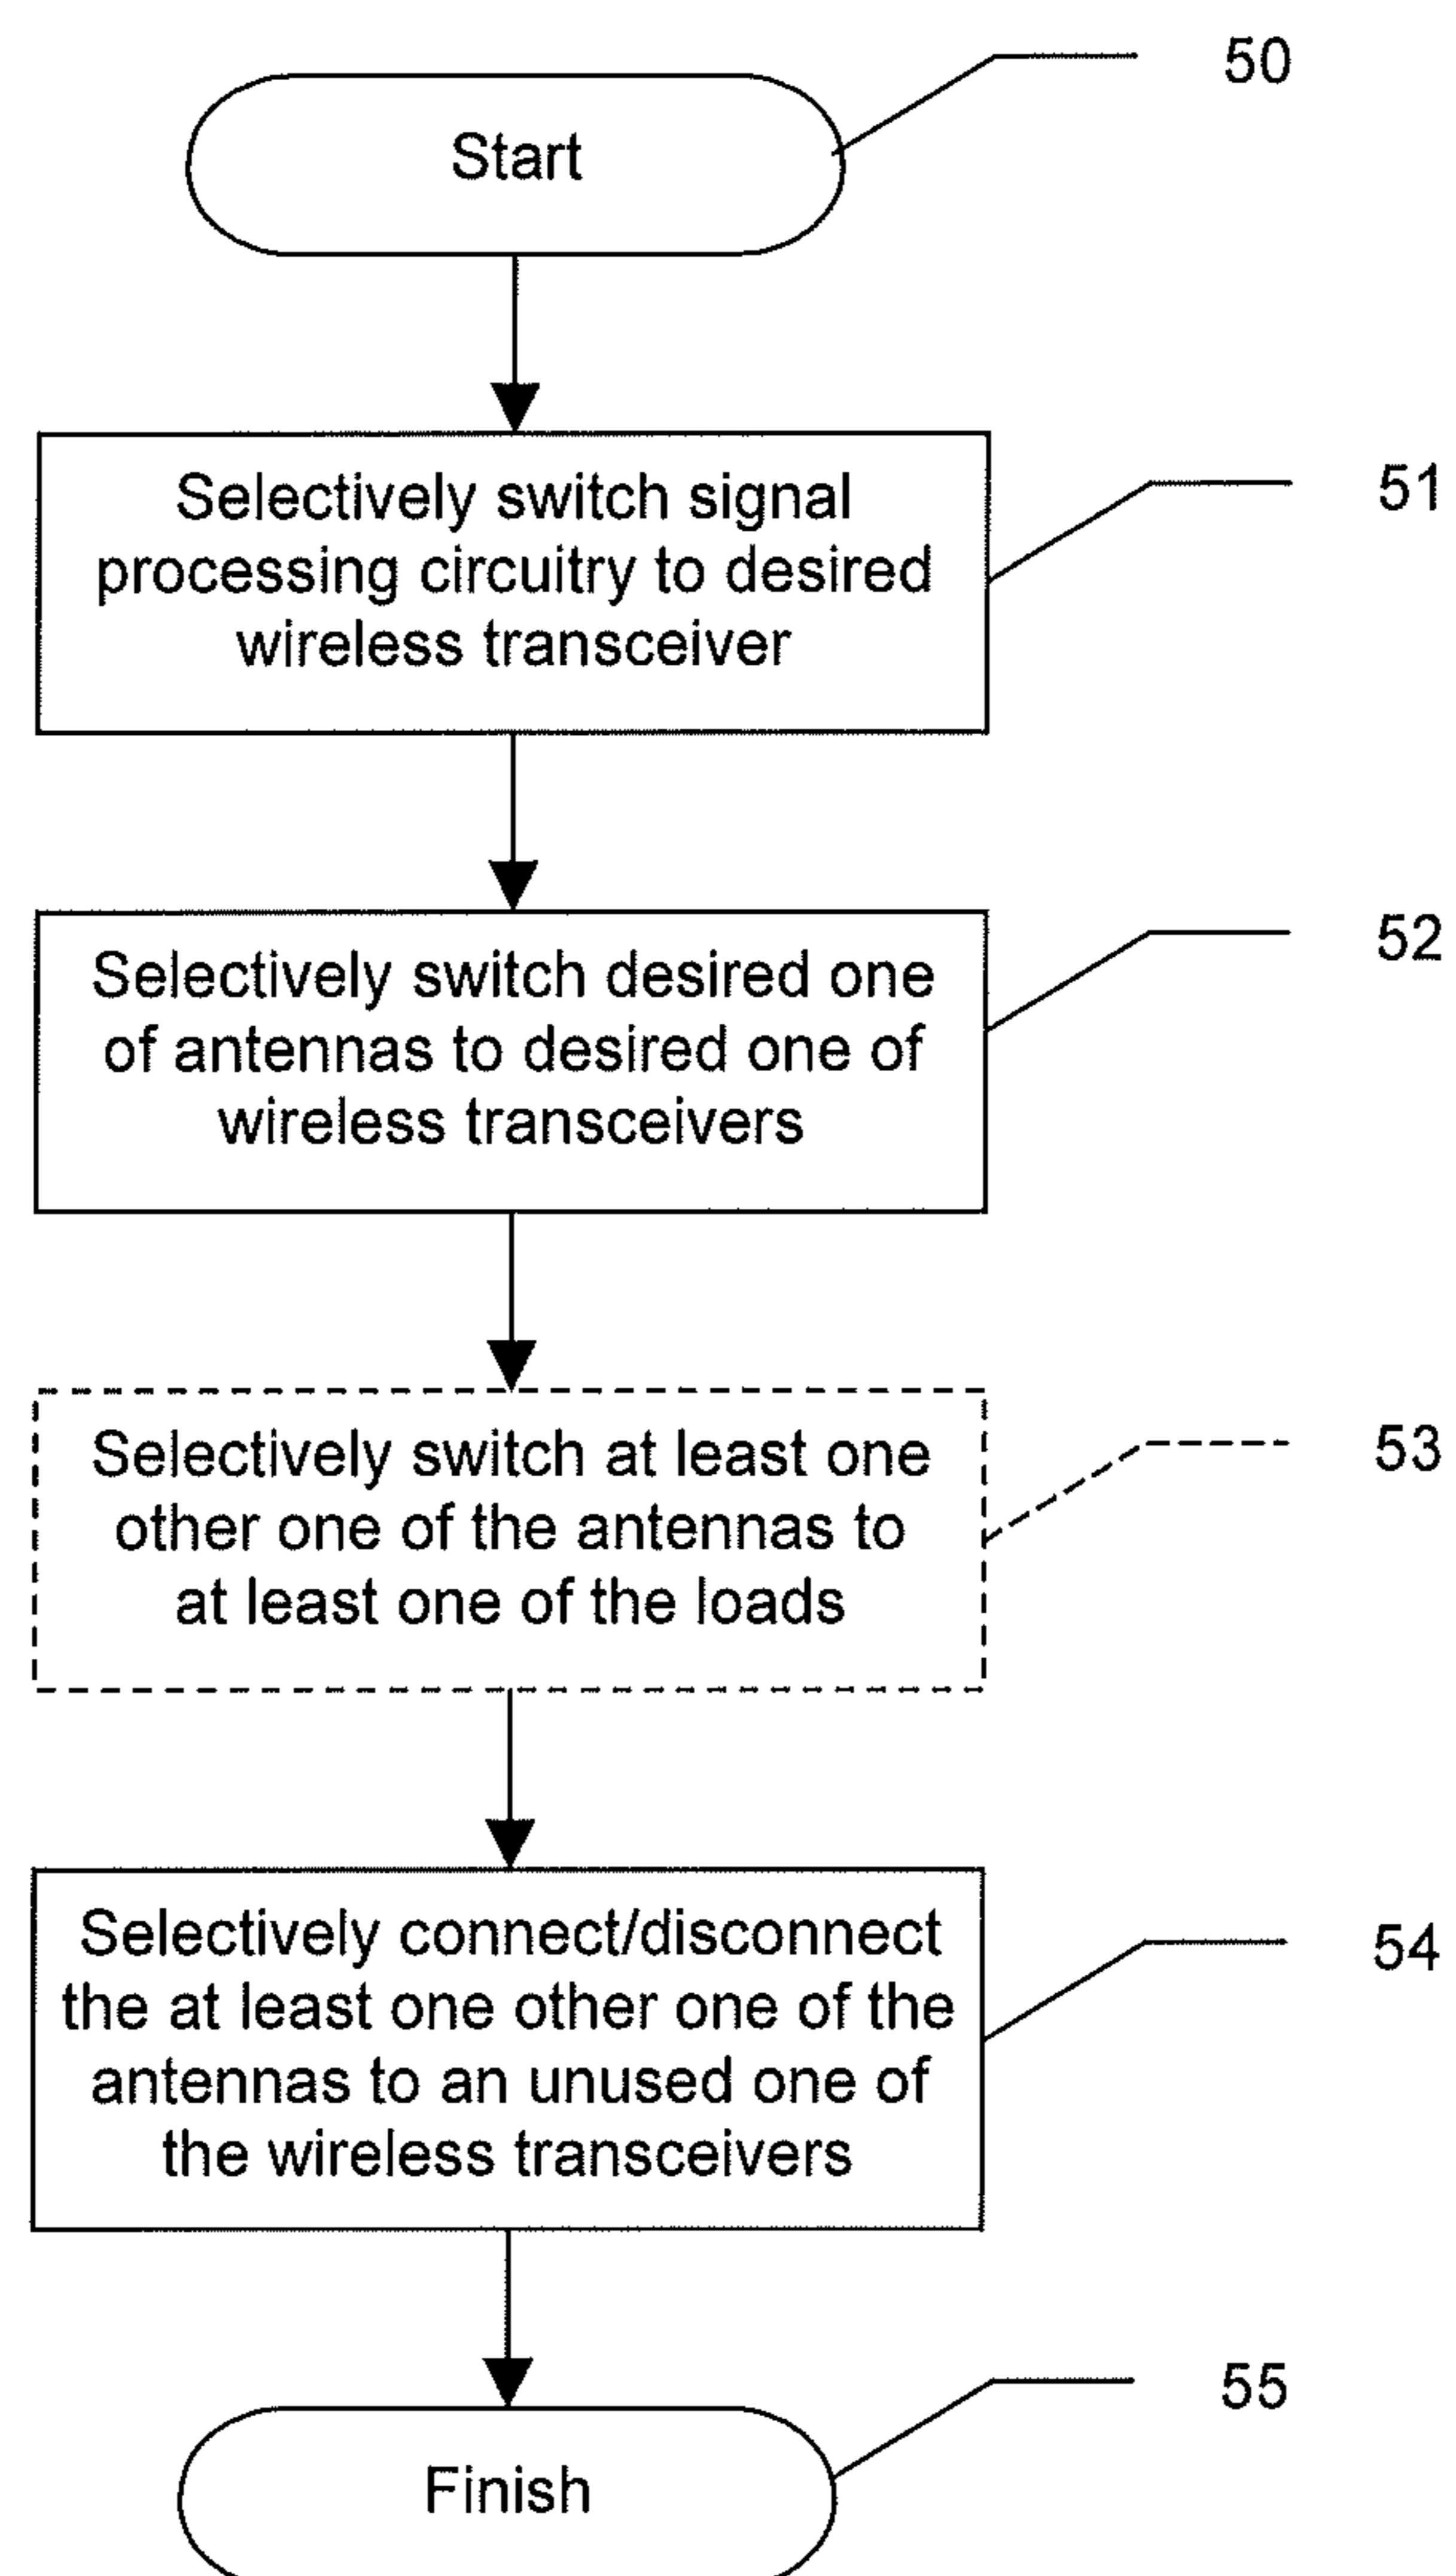 50
Start
51
Selectively switch signal
processing circuitry to desired
wireless transceiver
52
Selectively switch desired one
of antennas to desired one of
wireless transceivers
53
Selectively switch at least one
other one of the antennas to
at least one of the loads
54
Selectively connect/disconnect
the at least one other one of the
antennas to an unused one of
the wireless transceivers
55
Finish